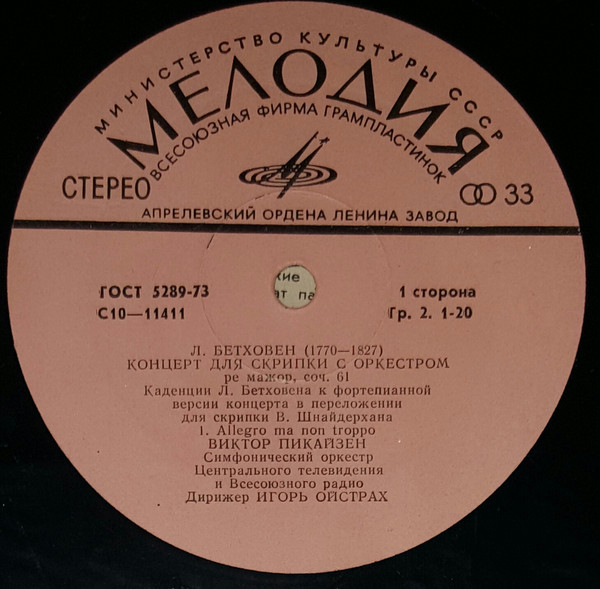 МИНИСТЕРСТВО КУЛЬТУРЫ СССР
МЕЛОДИЯ
ВСЕСОЮЗНАЯ ФИРМА ГРАМПЛАСТИНОК
СТЕРЕО
33
АПРЕЛЕВСКИЙ ОРДЕНА ЛЕНИНА ЗАВОД
ГОСТ 5289-73
1 сторона
С10—11411
Гр. 2. 1-20
Л. БЕТХОВЕН (1770—1827)
КОНЦЕРТ ДЛЯ СКРИПКИ С ОРКЕСТРОМ
ре мажор, соч. 61
Каденции Л. Бетховена к фортепианной
версии концерта в переложении
для скрипки В. Шнайдерхана
1. Allegro ma non troppo
ВИКТОР ПИКАЙЗЕН
Симфонический оркестр
Центрального телевидения
и Всесоюзного радио
Дирижер ИГОРЬ ОЙСТРАХ